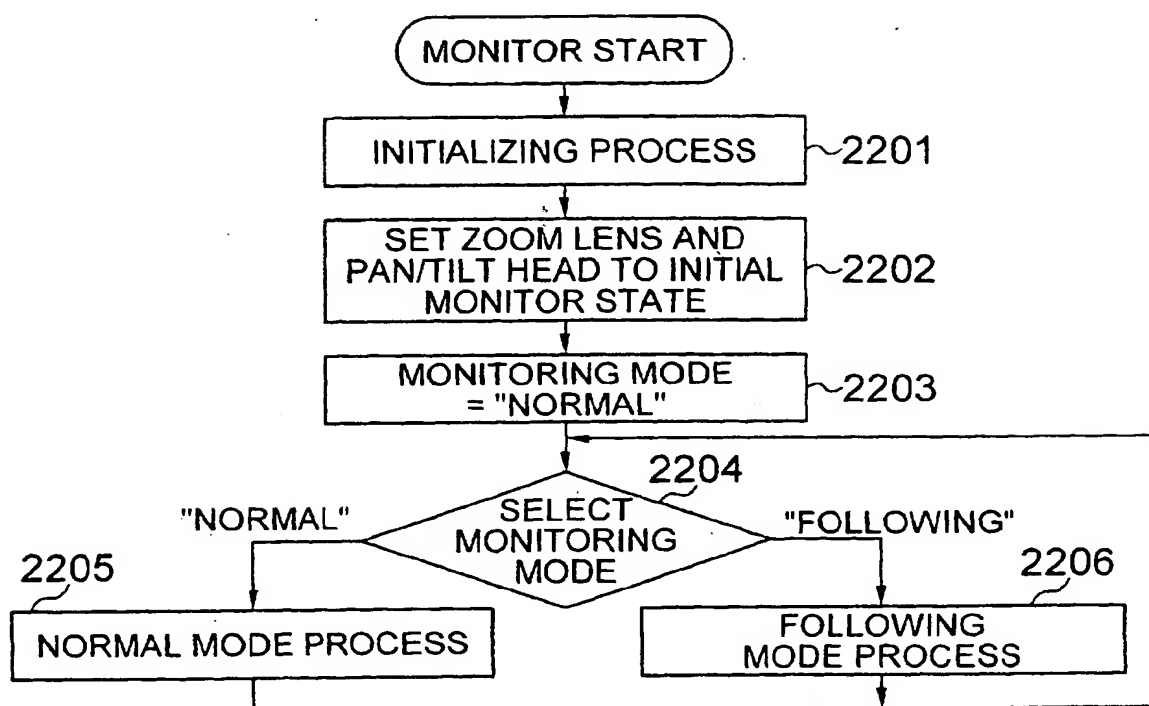 MONITOR START
INITIALIZING PROCESS
2201
SET ZOOM LENS AND
PAN/TILT HEAD TO INITIAL
MONITOR STATE
2202
MONITORING MODE
= "NORMAL"
2203
2204
SELECT
MONITORING
MODE
"NORMAL"
"FOLLOWING"
2205
NORMAL MODE PROCESS
2206
FOLLOWING
MODE PROCESS